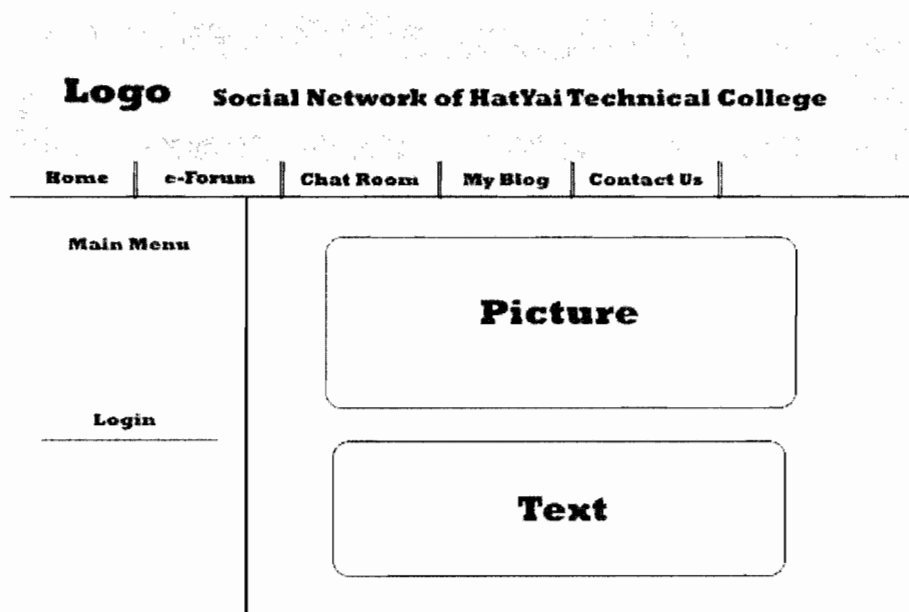 Logo Social Network of HatYai Technical College
Home e-Forum Chat Room My Blog Contact Us
Main Menu
Picture
Login
Text